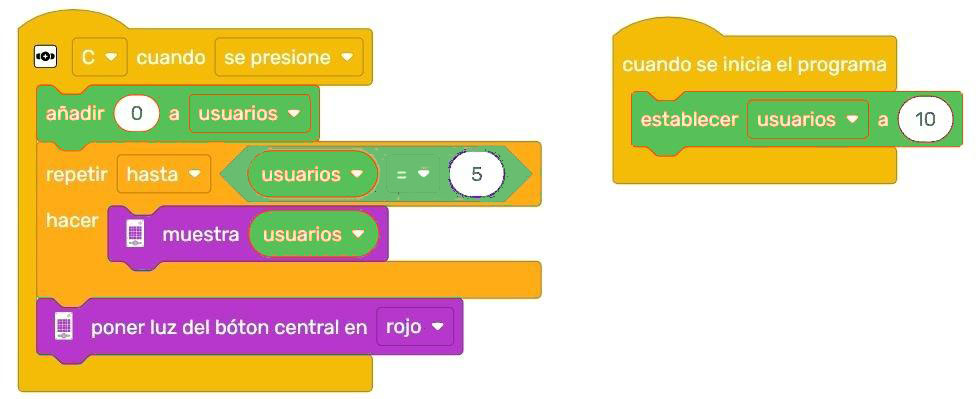 C cuando se presione
añadir 0 a usuarios
repetir hasta usuarios = 5
hacer
muestra usuarios
poner luz del bóton central en rojo
cuando se inicia el programa
establecer usuarios a 10